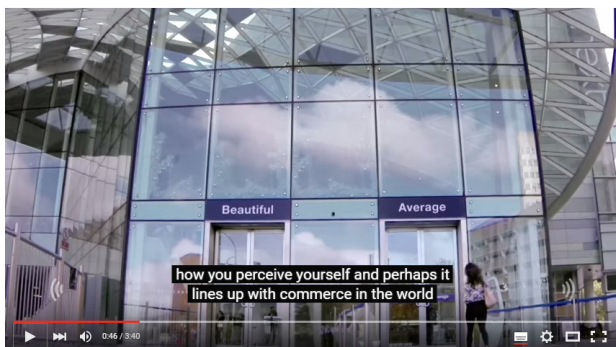 Beautiful
Average
how you perceive yourself and perhaps it
lines up with commerce in the world
0:46 / 3:40